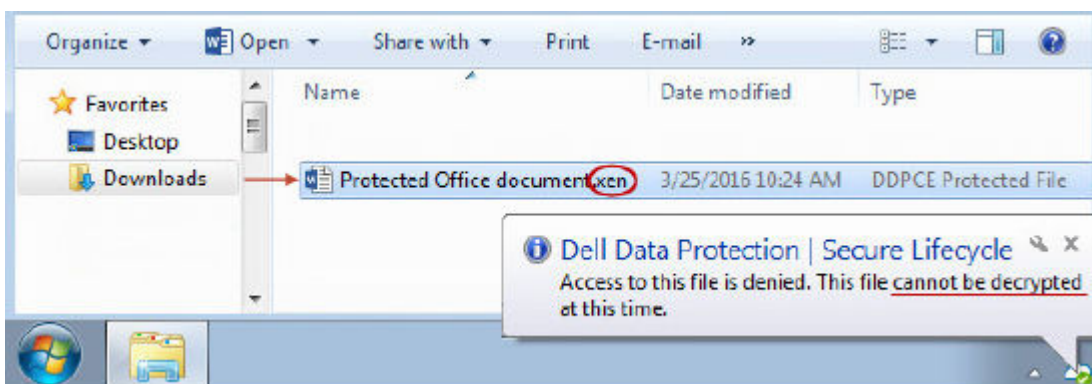 Organize Open Share with Print E-mail »
Favorites
Desktop
Downloads
Name Date modified Type
Protected Office document.xen 3/25/2016 10:24 AM DDPCE Protected File
Dell Data Protection | Secure Lifecycle
Access to this file is denied. This file cannot be decrypted
at this time.